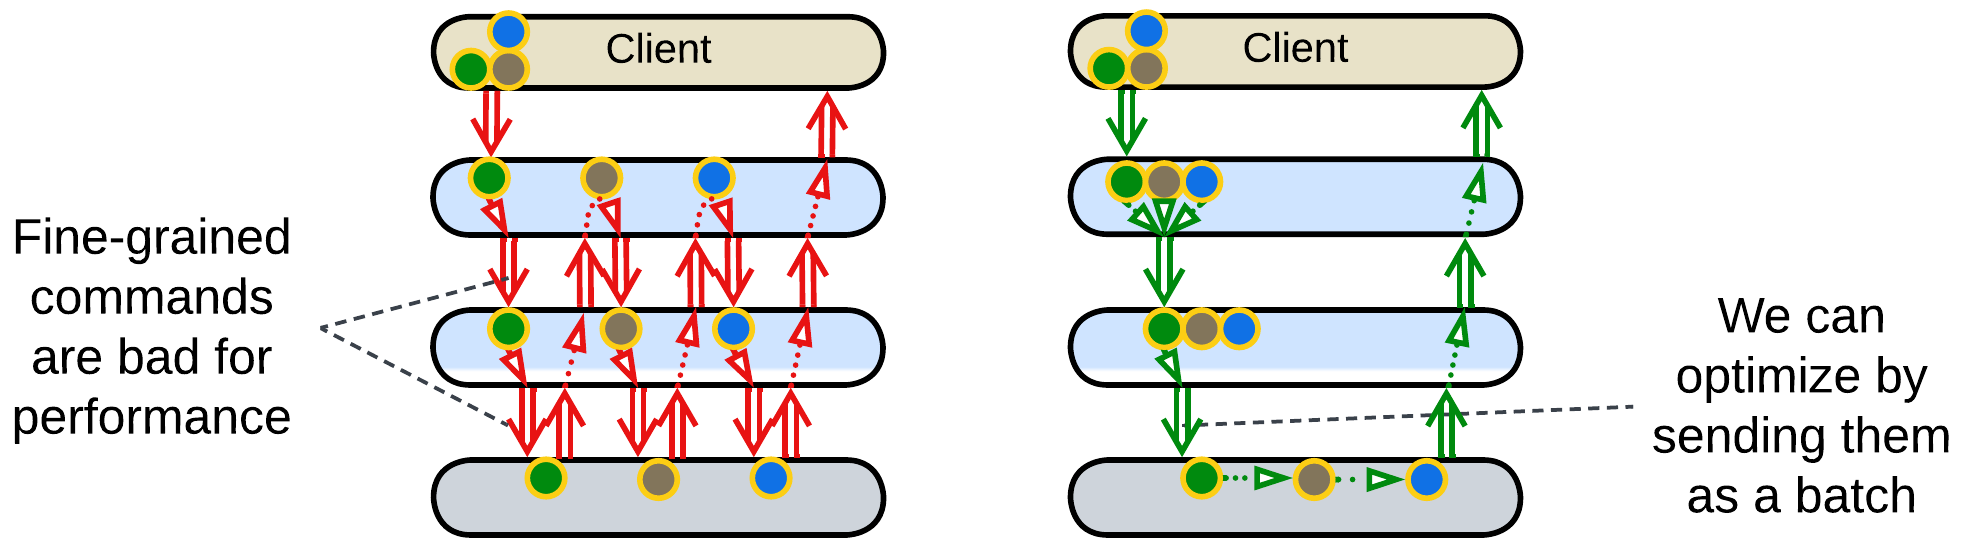 Client
Client
Fine-grained
commands
are bad for
performance
We can
optimize by
sending them
as a batch